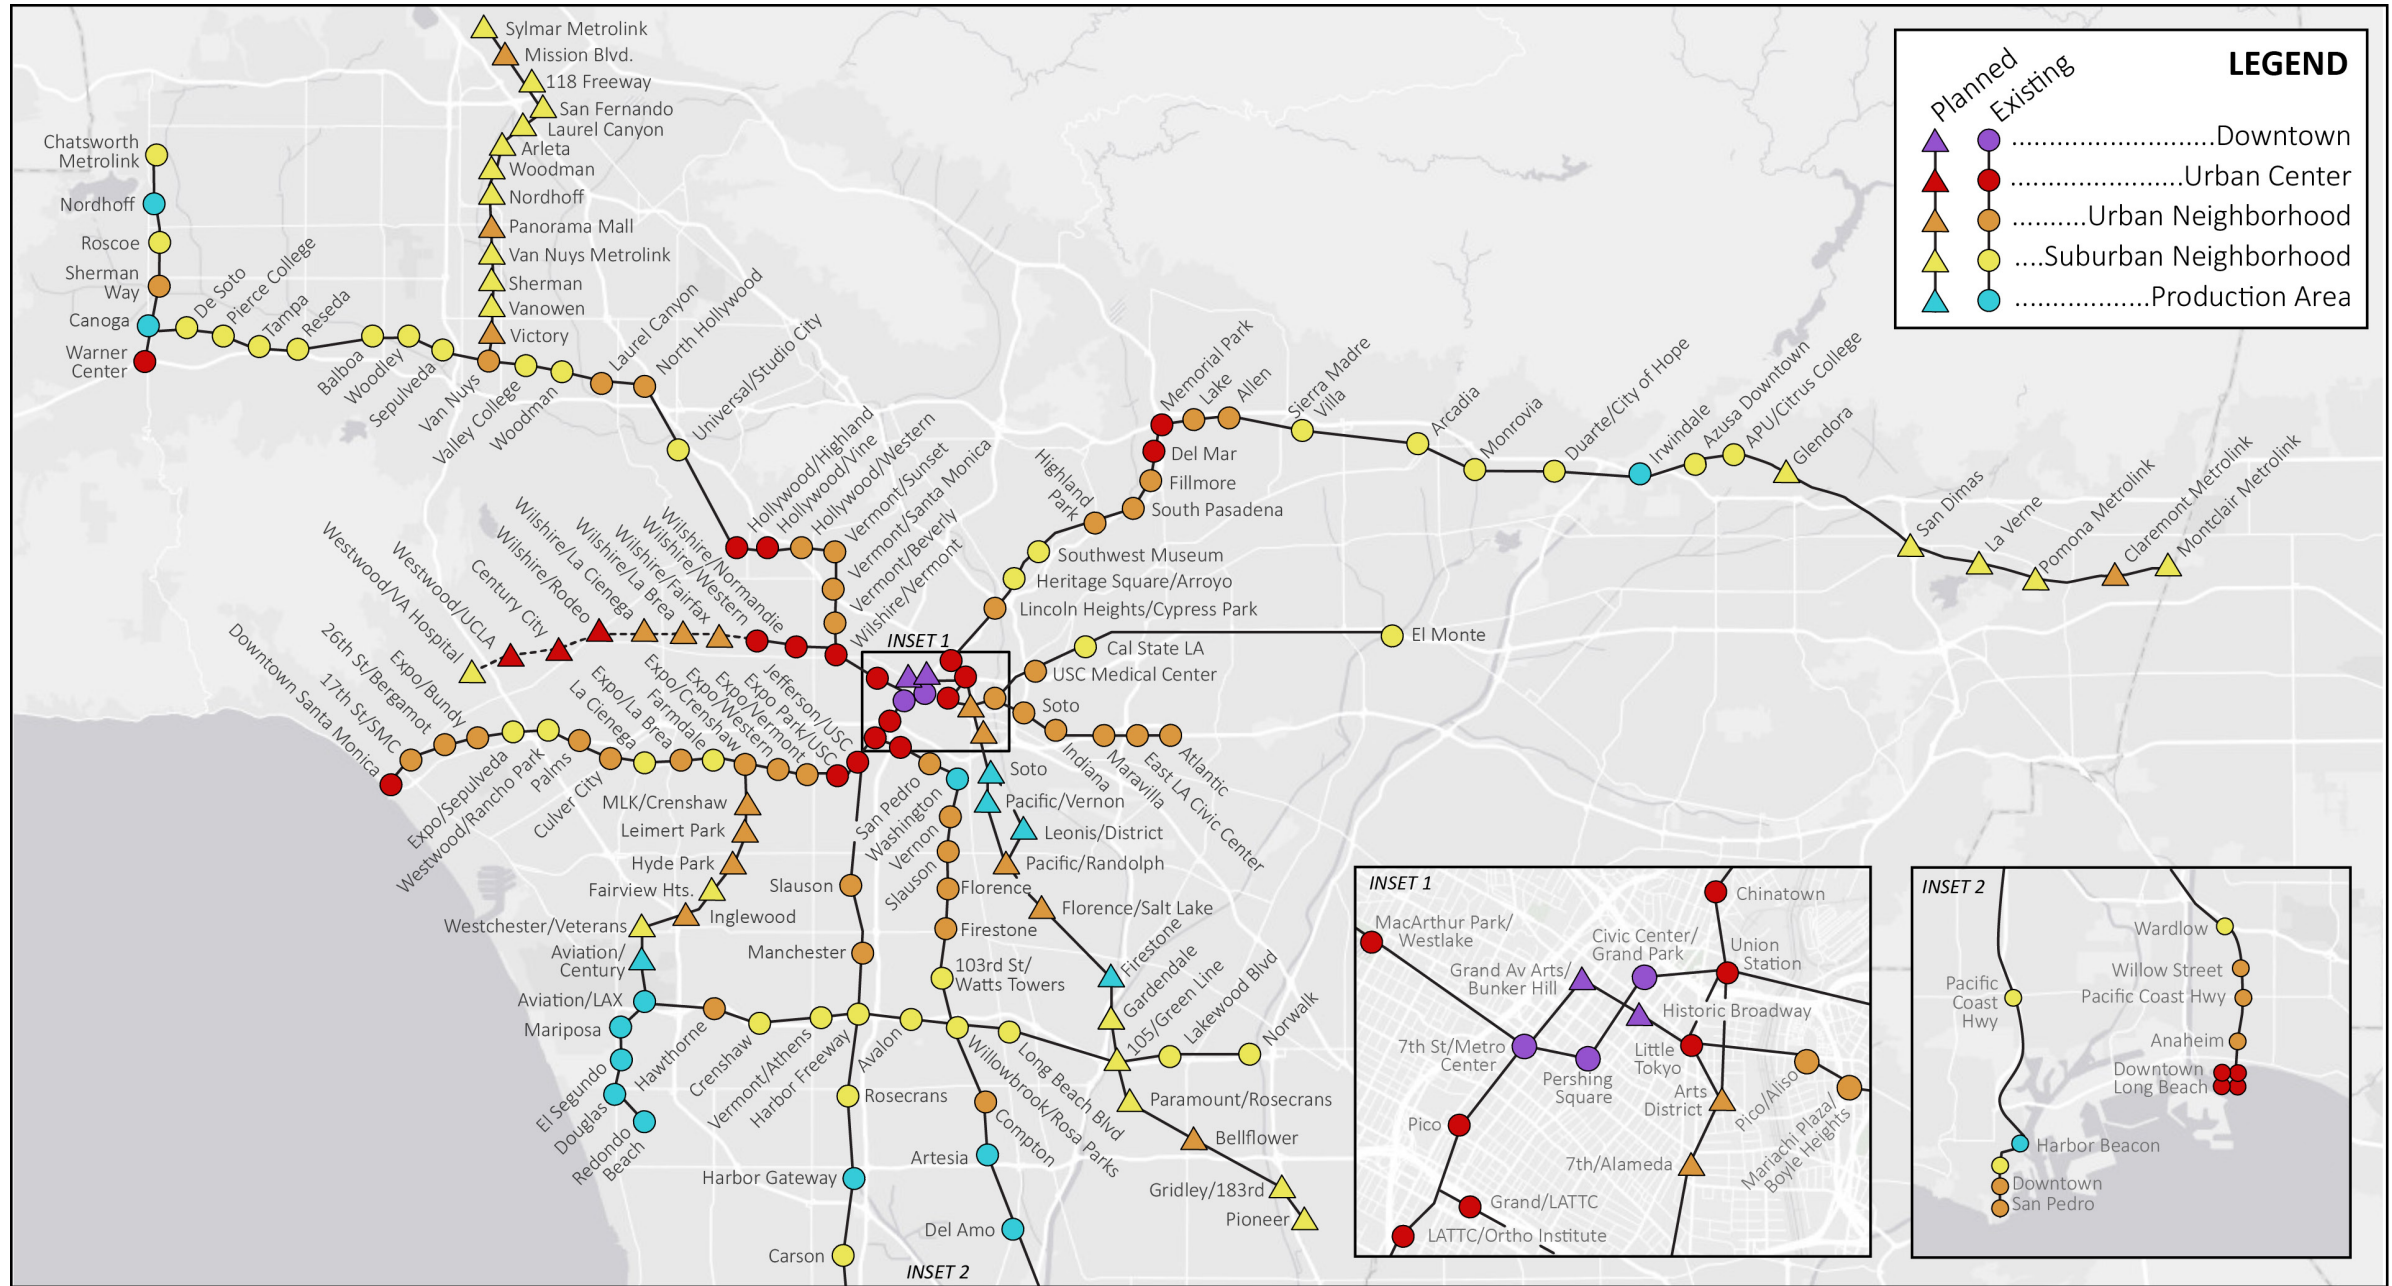 Sylmar Metrolink
Mission Blvd.
118 Freeway
San Fernando
Laurel Canyon
Arleta
Woodman
Nordhoff
Panorama Mall
Van Nuys Metrolink
Sherman
Vanowen
Victory
Chatsworth
Metrolink
Nordhoff
Roscoe
Sherman
Way
Canoga
Warner
Center
De Soto
Pierce College
Tampa
Reseda
Balboa
Woodley
Sepulveda
Van Nuys
Valley College
Woodman
Laurel Canyon
North Hollywood
Universal/Studio City
Hollywood/Highland
Hollywood/Vine
Hollywood/Western
Vermont/Sunset
Vermont/Santa Monica
Vermont/Beverly
Wilshire/Vermont
Wilshire/Normandie
Wilshire/Western
Wilshire/Fairfax
Wilshire/La Brea
Wilshire/La Cienega
Wilshire/Rodeo
Century City
Westwood/UCLA
Westwood/VA Hospital
LEGEND
Planned
Existing
..........................Downtown
......................Urban Center
..........Urban Neighborhood
....Suburban Neighborhood
.................Production Area
Memorial Park
Lake
Allen
Sierra Madre
Villa
Arcadia
Monrovia
Duarte/City of Hope
Irwindale
Azusa Downtown
APU/Citrus College
Glendora
San Dimas
La Verne
Pomona Metrolink
Claremont Metrolink
Montclair Metrolink
Del Mar
Fillmore
South Pasadena
Highland
Park
Southwest Museum
Heritage Square/Arroyo
Lincoln Heights/Cypress Park
INSET 1
Cal State LA
El Monte
USC Medical Center
Soto
Indiana
Maravilla
East LA Civic Center
Atlantic
Downtown Santa Monica
17th St/SMC
26th St/Bergamot
Expo/Bundy
Expo/Sepulveda
Westwood/Rancho Park
Palms
Culver City
La Cienega
Expo/La Brea
Farmdale
Expo/Crenshaw
Expo/Western
Expo/Vermont
Expo Park/USC
Jefferson/USC
MLK/Crenshaw
Leimert Park
Hyde Park
Fairview Hts.
Inglewood
Westchester/Veterans
Aviation/
Century
Aviation/LAX
Mariposa
El Segundo
Douglas
Redondo
Beach
Hawthorne
Crenshaw
Vermont/Athens
Harbor Freeway
Avalon
Willowbrook/Rosa Parks
Long Beach Blvd
105/Green Line
Lakewood Blvd
Norwalk
Slauson
Manchester
Rosecrans
Harbor Gateway
Carson
San Pedro
Washington
Vernon
Slauson
Florence
Firestone
103rd St/
Watts Towers
Compton
Artesia
Del Amo
INSET 2
Soto
Pacific/Vernon
Leonis/District
Pacific/Randolph
Florence/Salt Lake
Firestone
Gardendale
Paramount/Rosecrans
Bellflower
Gridley/183rd
Pioneer
INSET 1
Chinatown
MacArthur Park/
Westlake
Civic Center/
Grand Park
Union
Station
Grand Av Arts/
Bunker Hill
Historic Broadway
7th St/Metro
Center
Pershing
Square
Little
Tokyo
Arts
District
Pico/Aliso
Mariachi Plaza/
Boyle Heights
Pico
7th/Alameda
Grand/LATTC
LATTC/Ortho Institute
INSET 2
Wardlow
Willow Street
Pacific Coast Hwy
Anaheim
Downtown
Long Beach
Pacific
Coast
Hwy
Harbor Beacon
Downtown
San Pedro